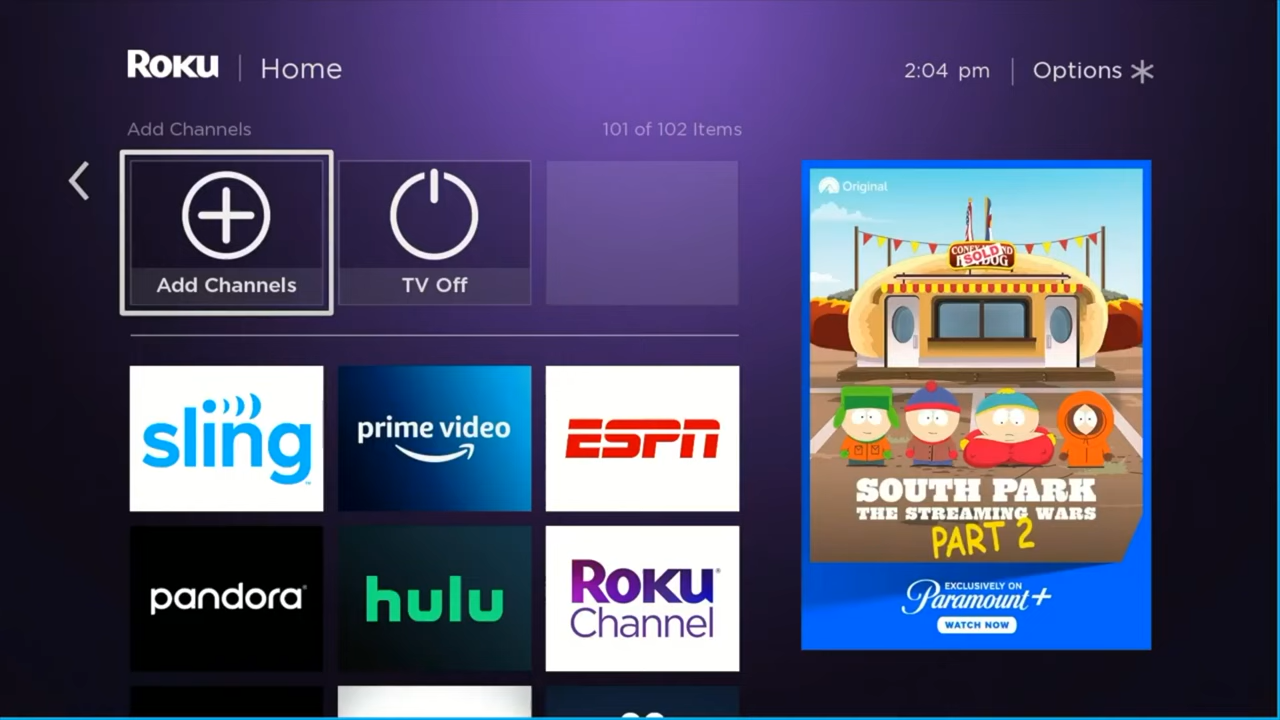 Roku | Home
2:04 pm | Options
Add Channels
101 of 102 Items
Add Channels
TV Off
sling
prime video
ESPN
pandora
hulu
Roku
Channel
Original
SOLD
SOUTH PARK
THE STREAMING WARS
PART 2
EXCLUSIVELY ON
Paramount+
WATCH NOW